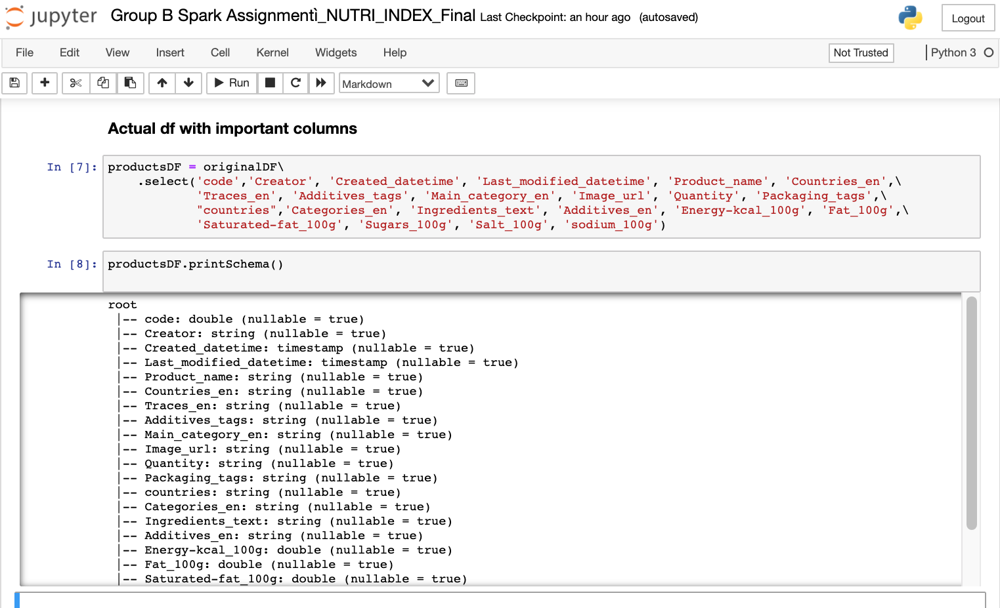 jupyter Group B Spark Assignmentì_NUTRI_INDEX_Final Last Checkpoint: an hour ago (autosaved) Logout
File Edit View Insert Cell Kernel Widgets Help Not Trusted Python 3
Run Markdown
Actual df with important columns
In [7]: productsDF = originalDF\
.select('code','Creator', 'Created_datetime', 'Last_modified_datetime', 'Product_name', 'Countries_en',\
'Traces_en', 'Additives_tags', 'Main_category_en', 'Image_url', 'Quantity', 'Packaging_tags',\
"countries",'Categories_en', 'Ingredients_text', 'Additives_en', 'Energy-kcal_100g', 'Fat_100g',\
'Saturated-fat_100g', 'Sugars_100g', 'Salt_100g', 'sodium_100g')
In [8]: productsDF.printSchema()
root
|-- code: double (nullable = true)
|-- Creator: string (nullable = true)
|-- Created_datetime: timestamp (nullable = true)
|-- Last_modified_datetime: timestamp (nullable = true)
|-- Product_name: string (nullable = true)
|-- Countries_en: string (nullable = true)
|-- Traces_en: string (nullable = true)
|-- Additives_tags: string (nullable = true)
|-- Main_category_en: string (nullable = true)
|-- Image_url: string (nullable = true)
|-- Quantity: string (nullable = true)
|-- Packaging_tags: string (nullable = true)
|-- countries: string (nullable = true)
|-- Categories_en: string (nullable = true)
|-- Ingredients_text: string (nullable = true)
|-- Additives_en: string (nullable = true)
|-- Energy-kcal_100g: double (nullable = true)
|-- Fat_100g: double (nullable = true)
|-- Saturated-fat_100g: double (nullable = true)